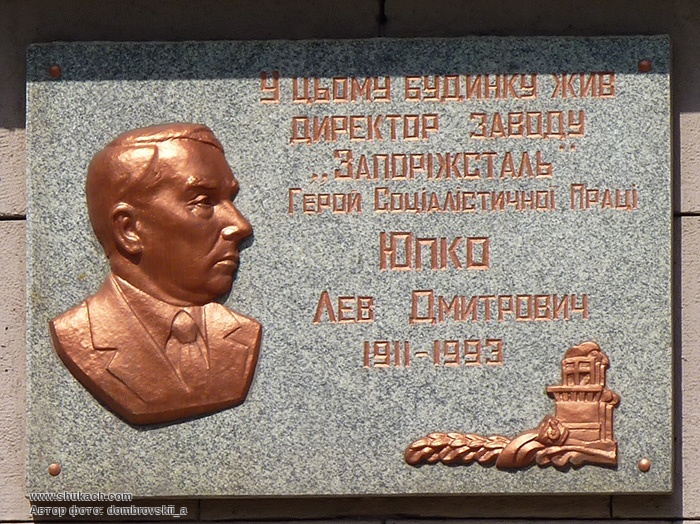 У цьому будинку жив
директор заводу
„Запоріжсталь"
Герой Соціалістичної Праці
Юпко
Лев Дмитрович
1911-1993
www.shukach.com
Автор фото: dombrovskii_a